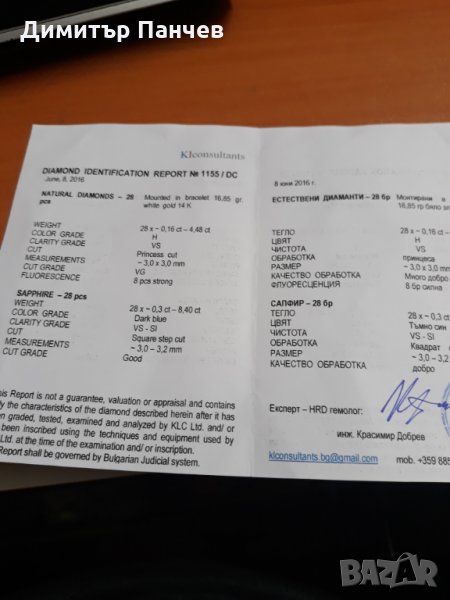 Димитър Панчев
Klconsultants
DIAMOND IDENTIFICATION REPORT № 1155 / DC
June, 8, 2016
NATURAL DIAMONDS – 28 pcs
Mounted in bracelet 16,85 gr.
white gold 14 K
WEIGHT 28 x ~ 0,16 ct – 4,48 ct
COLOR GRADE H
CLARITY GRADE VS
CUT Princess cut
MEASUREMENTS ~ 3,0 x 3,0 mm
CUT GRADE VG
FLUORESCENCE 8 pcs strong
SAPPHIRE – 28 pcs
WEIGHT 28 x ~ 0.3 ct – 8,40 ct
COLOR GRADE Dark blue
CLARITY GRADE VS - SI
CUT Square step cut
MEASUREMENTS ~ 3,0 – 3,2 mm
CUT GRADE Good
his Report is not a guarantee, valuation or appraisal and contains
ly the characteristics of the diamond described herein after it has
en graded, tested, examined and analyzed by KLC Ltd. and/ or
been inscribed using the techniques and equipment used by
Ltd. at the time of the examination and/ or inscription.
Report shall be governed by Bulgarian Judicial system.
8 юни 2016 г.
ЕСТЕСТВЕНИ ДИАМАНТИ – 28 бр
Монтирани в
16,85 гр бяло зл
ТЕГЛО 28 x ~ 0,16 ct –
ЦВЯТ H
ЧИСТОТА VS
ОБРАБОТКА принцеса
РАЗМЕР ~ 3,0 x 3,0 mm
КАЧЕСТВО ОБРАБОТКА Много добро
ФЛУОРЕСЦЕНЦИЯ 8 бр силна
САПФИР – 28 бр
ТЕГЛО 28 x ~ 0,3 ct
ЦВЯТ Тъмно син
ЧИСТОТА VS - SI
ОБРАБОТКА Квадрат
РАЗМЕР ~ 3,0 – 3,2
КАЧЕСТВО ОБРАБОТКА добро
Експерт – HRD гемолог:
инж. Красимир Добрев
klconsultants.bg@gmail.com mob. +359 885
BAZAR